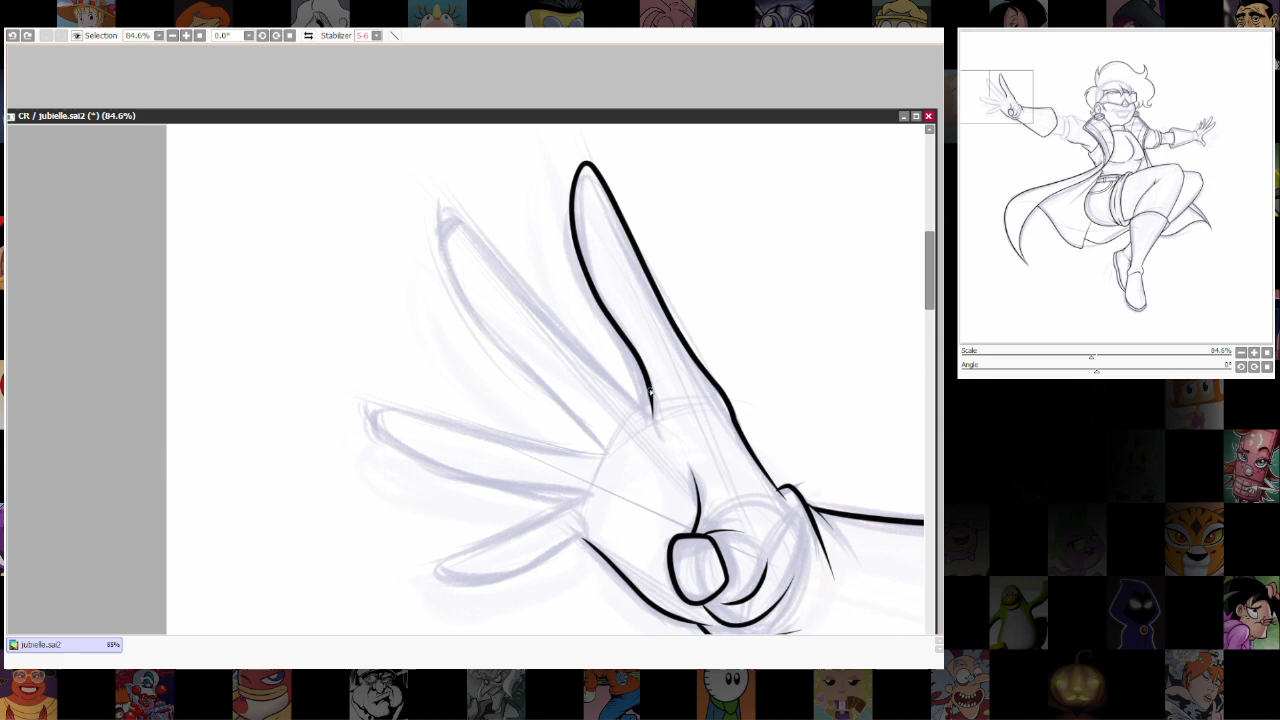 Selection 84.6% 0.0° Stabilizer S-6
CR / jubielle.sai2 (*) (84.6%)
Scale 84.6%
Angle 0°
jubielle.sai2 85%